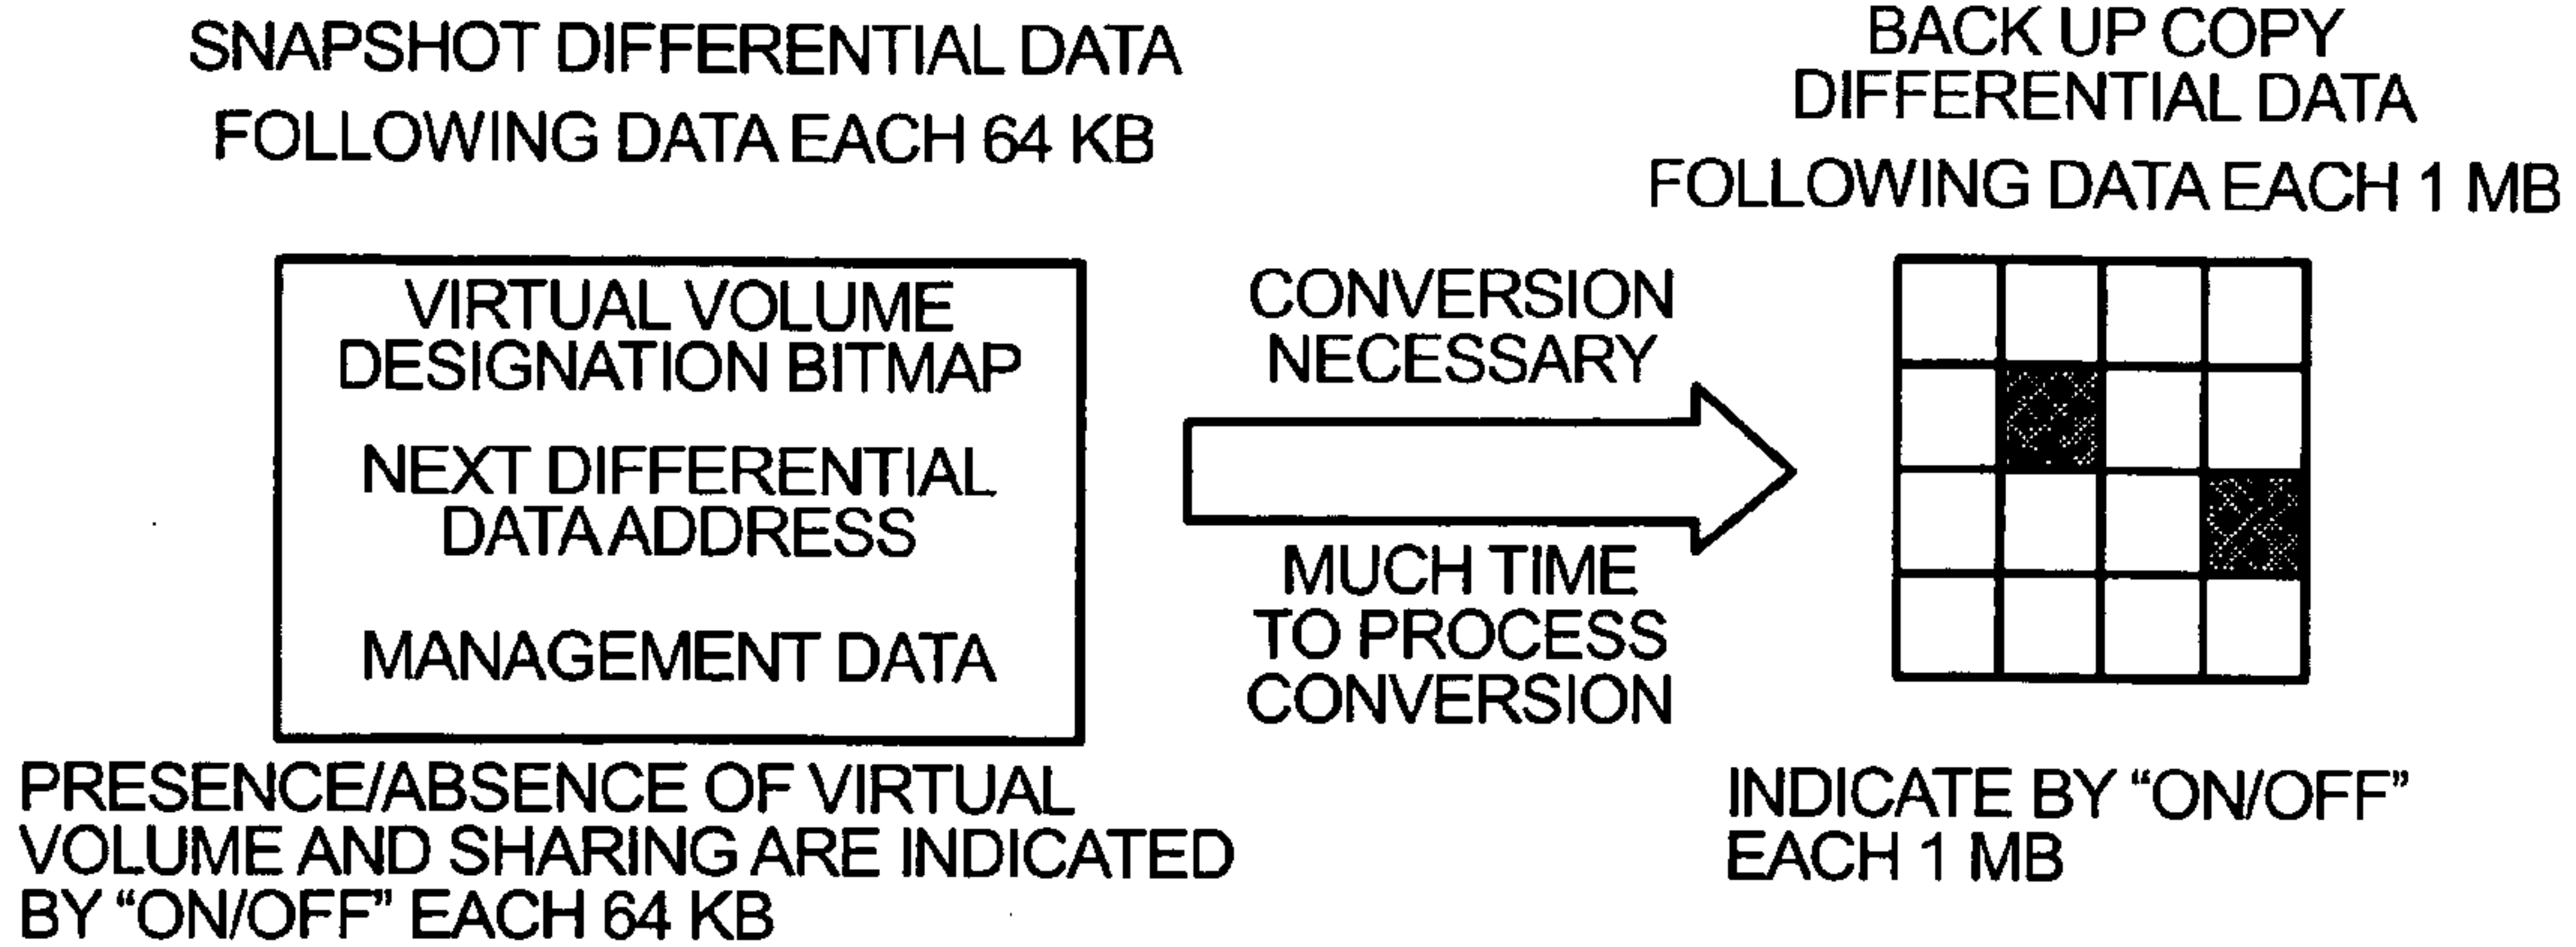 SNAPSHOT DIFFERENTIAL DATA
FOLLOWING DATA EACH 64 KB
VIRTUAL VOLUME
DESIGNATION BITMAP
NEXT DIFFERENTIAL
DATA ADDRESS
MANAGEMENT DATA
PRESENCE/ABSENCE OF VIRTUAL
VOLUME AND SHARING ARE INDICATED
BY “ON/OFF” EACH 64 KB
CONVERSION
NECESSARY
MUCH TIME
TO PROCESS
CONVERSION
BACK UP COPY
DIFFERENTIAL DATA
FOLLOWING DATA EACH 1 MB
INDICATE BY “ON/OFF”
EACH 1 MB